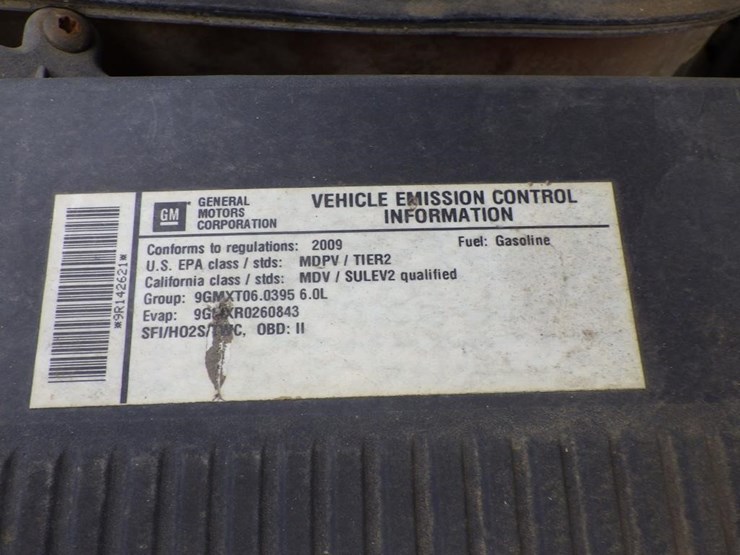 GM
GENERAL
MOTORS
CORPORATION
VEHICLE EMISSION CONTROL
INFORMATION
Conforms to regulations: 2009 Fuel: Gasoline
U.S. EPA class / stds: MDPV / TIER2
California class / stds: MDV / SULEV2 qualified
Group: 9GMXT06.0395 6.0L
Evap: 9GMXR0260843
SFI/HO2S/TWC, OBD: II
*9R142621*